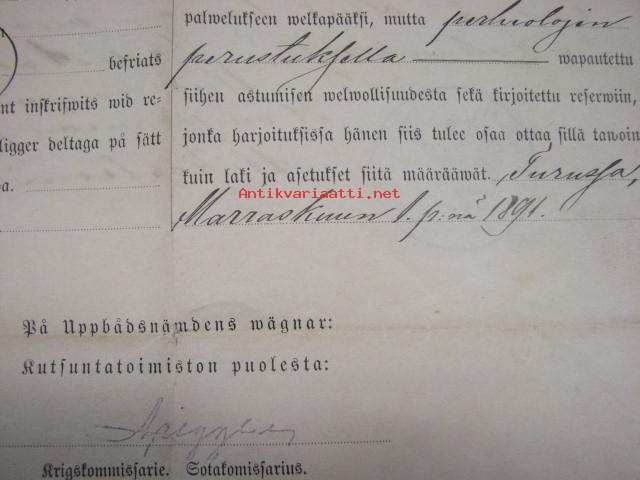 befriats
nt inskrifwits wid re=
ligger deltaga på sätt
a.
palwelukseen welkapääksi, mutta perheolojen
perustuksella wapautettu
siihen astumisen welwollisuudesta sekä kirjoitettu reserwiin,
jonka harjoituksissa hänen siis tulee osaa ottaa sillä tawoin
kuin laki ja asetukset siitä määrääwät. Turussa,
Marraskuun 1. p:nä 1891.
Antikvariaatti.net
På Uppbådsnämdens wägnar:
Kutsuntatoimiston puolesta:
Krigskommissarie. Sotakomissarius.